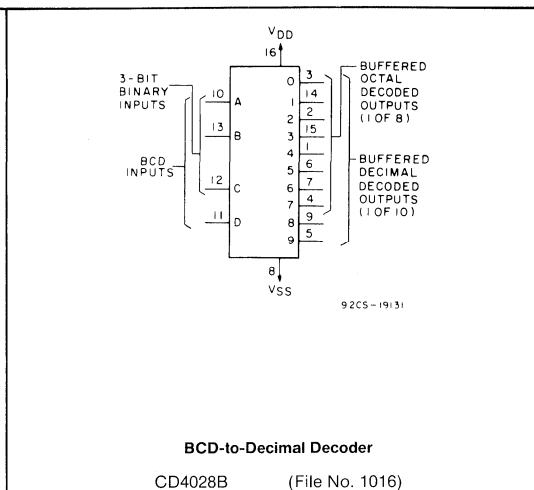 VDD
16
3-BIT
BINARY
INPUTS
BCD
INPUTS
10 A
13 B
12 C
11 D
0 3
1 14
2 2
3 15
4 1
5 6
6 7
7 4
8 9
9 5
BUFFERED
OCTAL
DECODED
OUTPUTS
(1 OF 8)
BUFFERED
DECIMAL
DECODED
OUTPUTS
(1 OF 10)
8
VSS
92CS-19131
BCD-to-Decimal Decoder
CD4028B (File No. 1016)